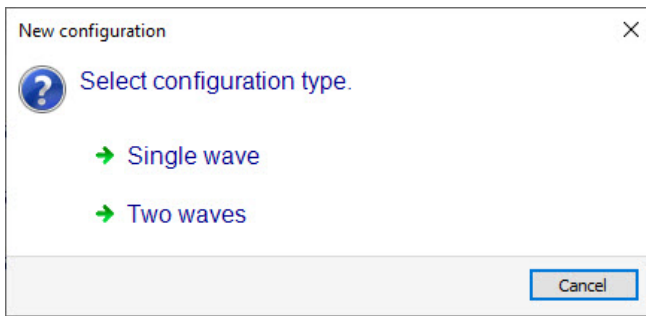 New configuration
Select configuration type.
Single wave
Two waves
Cancel